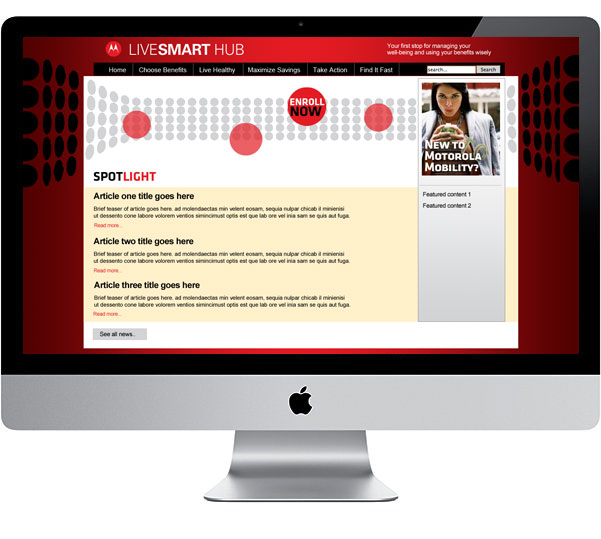 LIVESMART HUB
Your first stop for managing your
well-being and using your benefits wisely
Home Choose Benefits Live Healthy Maximize Savings Take Action Find It Fast
search... Search
ENROLL
NOW
NEW TO
MOTOROLA
MOBILITY?
Featured content 1
Featured content 2
SPOTLIGHT
Article one title goes here
Brief teaser of article goes here. ad molendaectas min velent eosam, sequia nulpar chicab il minienisi
ut dessento cone labore volorem ventios simincimust optis est que lab ore vel inia sam se quis aut fuga.
Read more...
Article two title goes here
Brief teaser of article goes here. ad molendaectas min velent eosam, sequia nulpar chicab il minienisi
ut dessento cone labore volorem ventios simincimust optis est que lab ore vel inia sam se quis aut fuga.
Read more...
Article three title goes here
Brief teaser of article goes here. ad molendaectas min velent eosam, sequia nulpar chicab il minienisi
ut dessento cone labore volorem ventios simincimust optis est que lab ore vel inia sam se quis aut fuga.
Read more...
See all news..